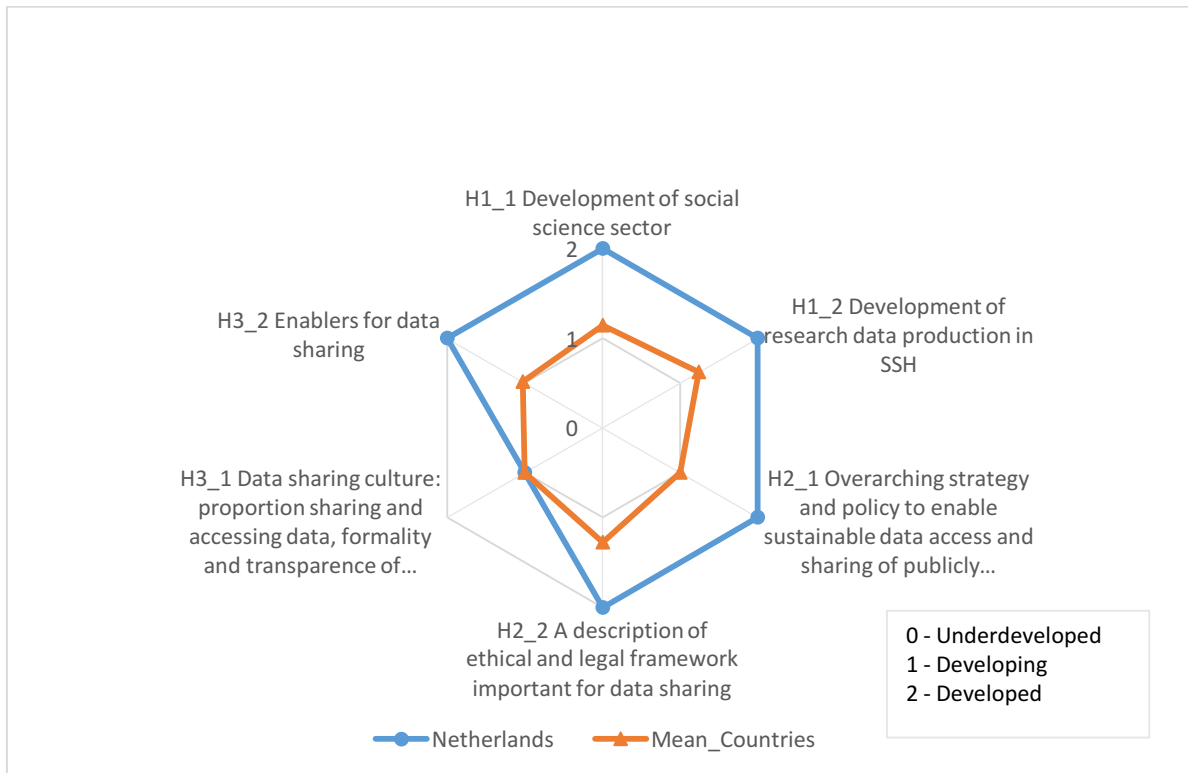 H1_1 Development of social
science sector
2
H1_2 Development of
research data production in
SSH
H3_2 Enablers for data
sharing
1
0
H3_1 Data sharing culture:
proportion sharing and
accessing data, formality
and transparence of...
H2_1 Overarching strategy
and policy to enable
sustainable data access and
sharing of publicly...
H2_2 A description of
ethical and legal framework
important for data sharing
0 - Underdeveloped
1 - Developing
2 - Developed
Netherlands
Mean_Countries